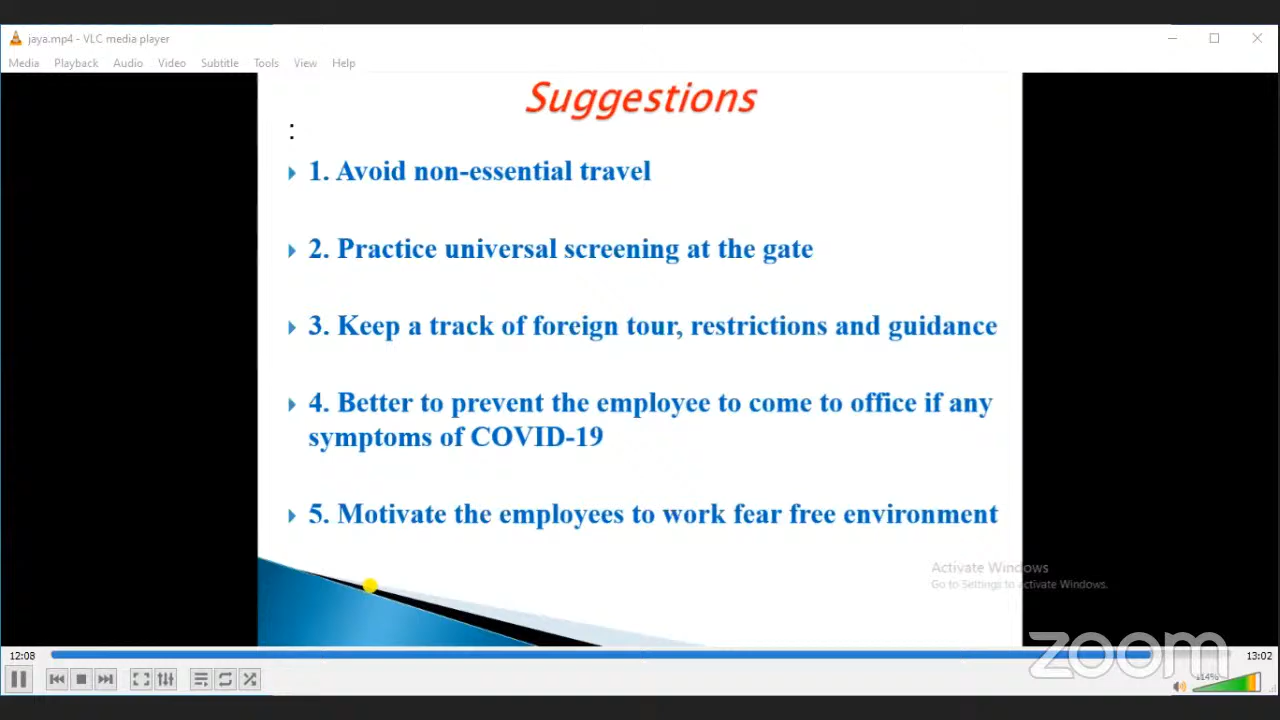 jaya.mp4 - VLC media player
Media Playback Audio Video Subtitle Tools View Help
Suggestions
:
1. Avoid non-essential travel
2. Practice universal screening at the gate
3. Keep a track of foreign tour, restrictions and guidance
4. Better to prevent the employee to come to office if any
symptoms of COVID-19
5. Motivate the employees to work fear free environment
Activate Windows
Go to Settings to activate Windows.
zoom
12:08
13:02
114%